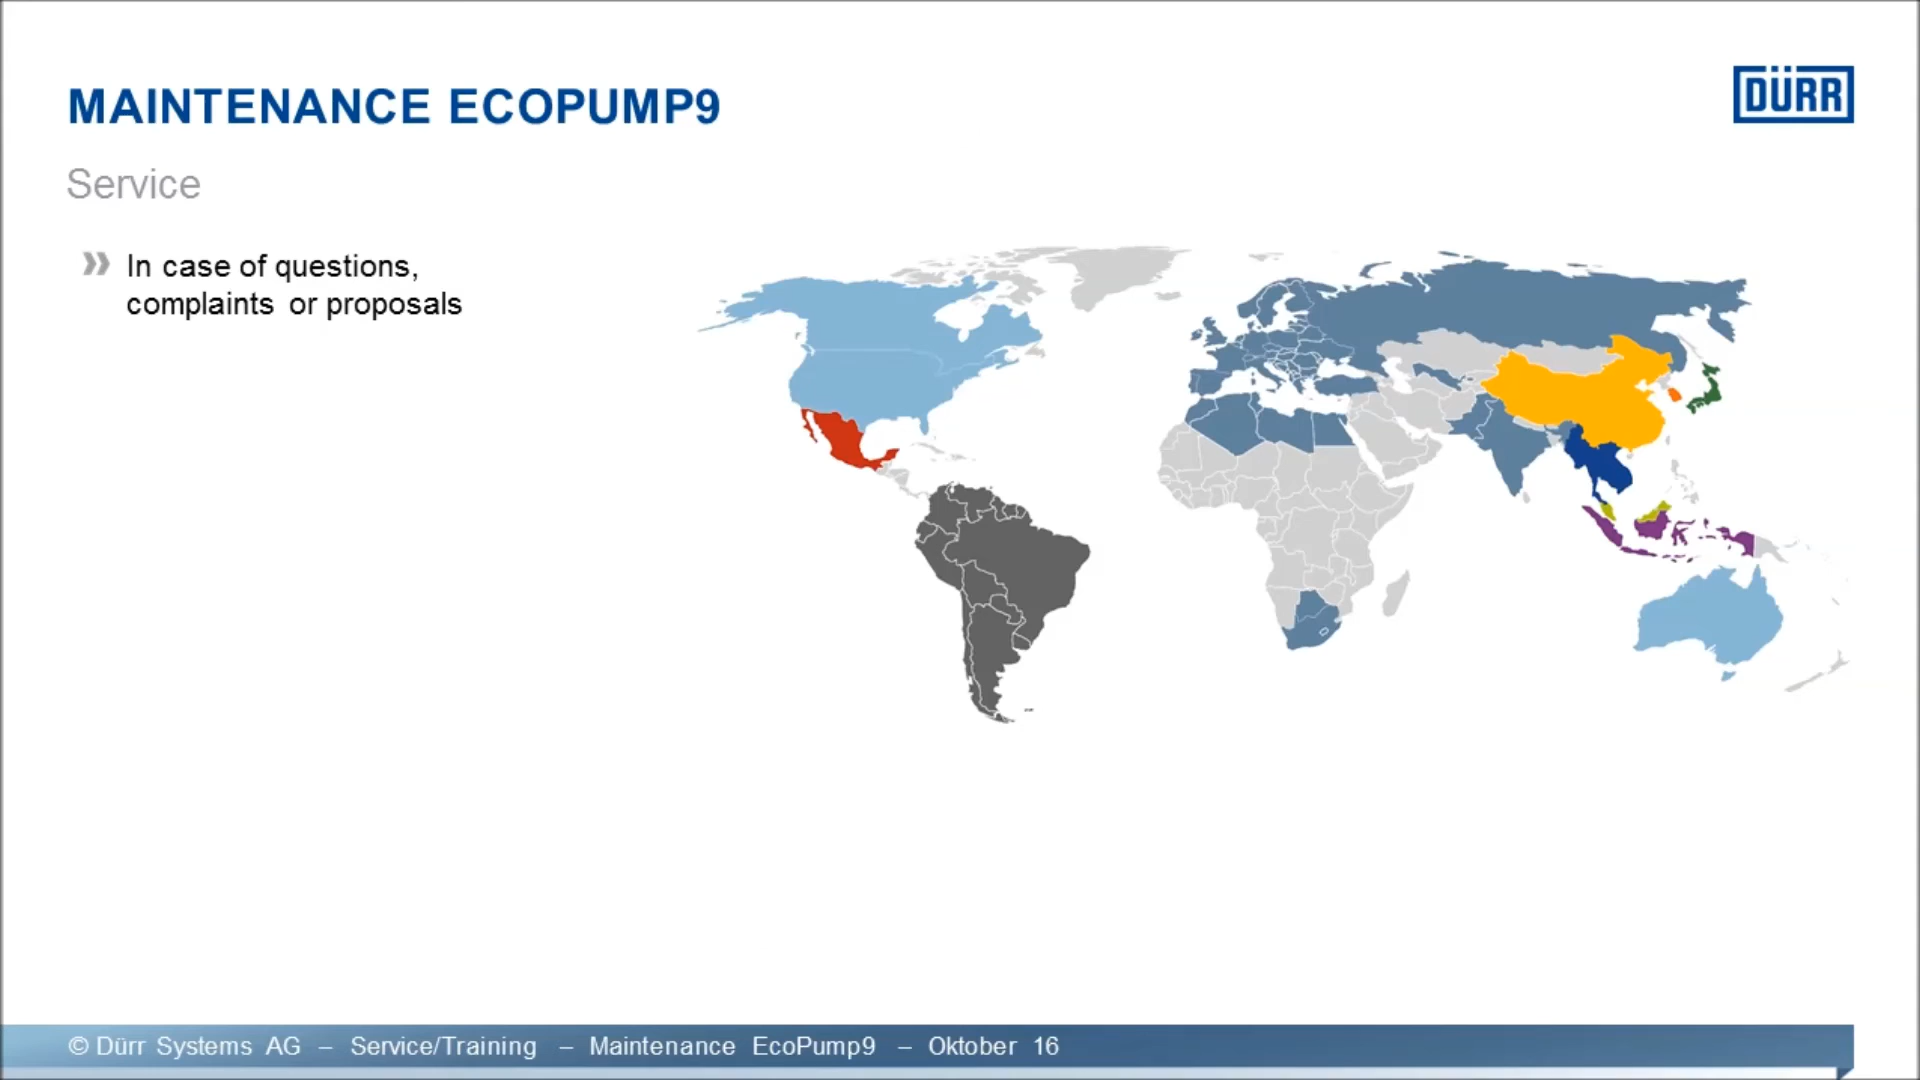 MAINTENANCE ECOPUMP9
DÜRR
Service
In case of questions,
complaints or proposals
© Dürr Systems AG – Service/Training – Maintenance EcoPump9 – Oktober 16